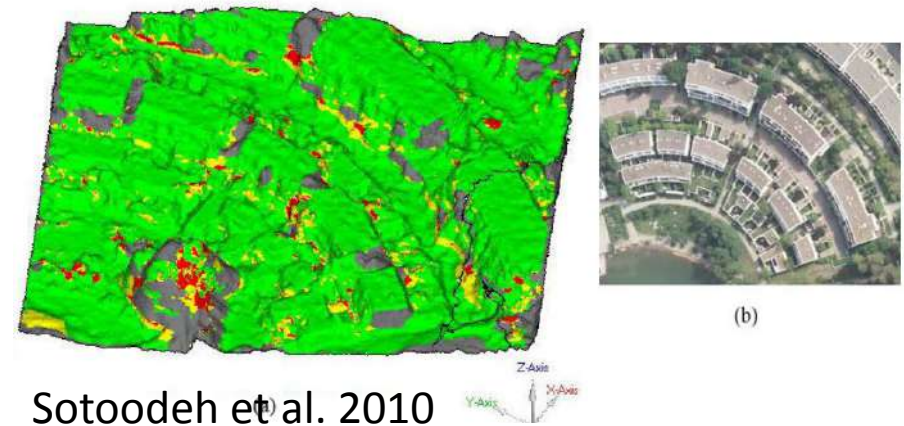 (b)
Z-Axis
X-Axis
Y-Axis
(a)
Sotoodeh et al. 2010